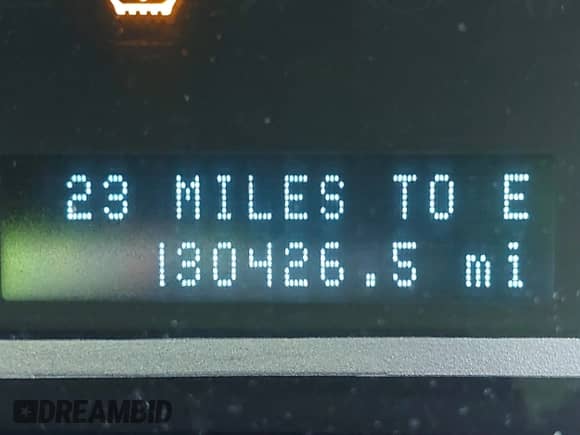 23 MILES TO E
130426.5 mi
DREAMBID